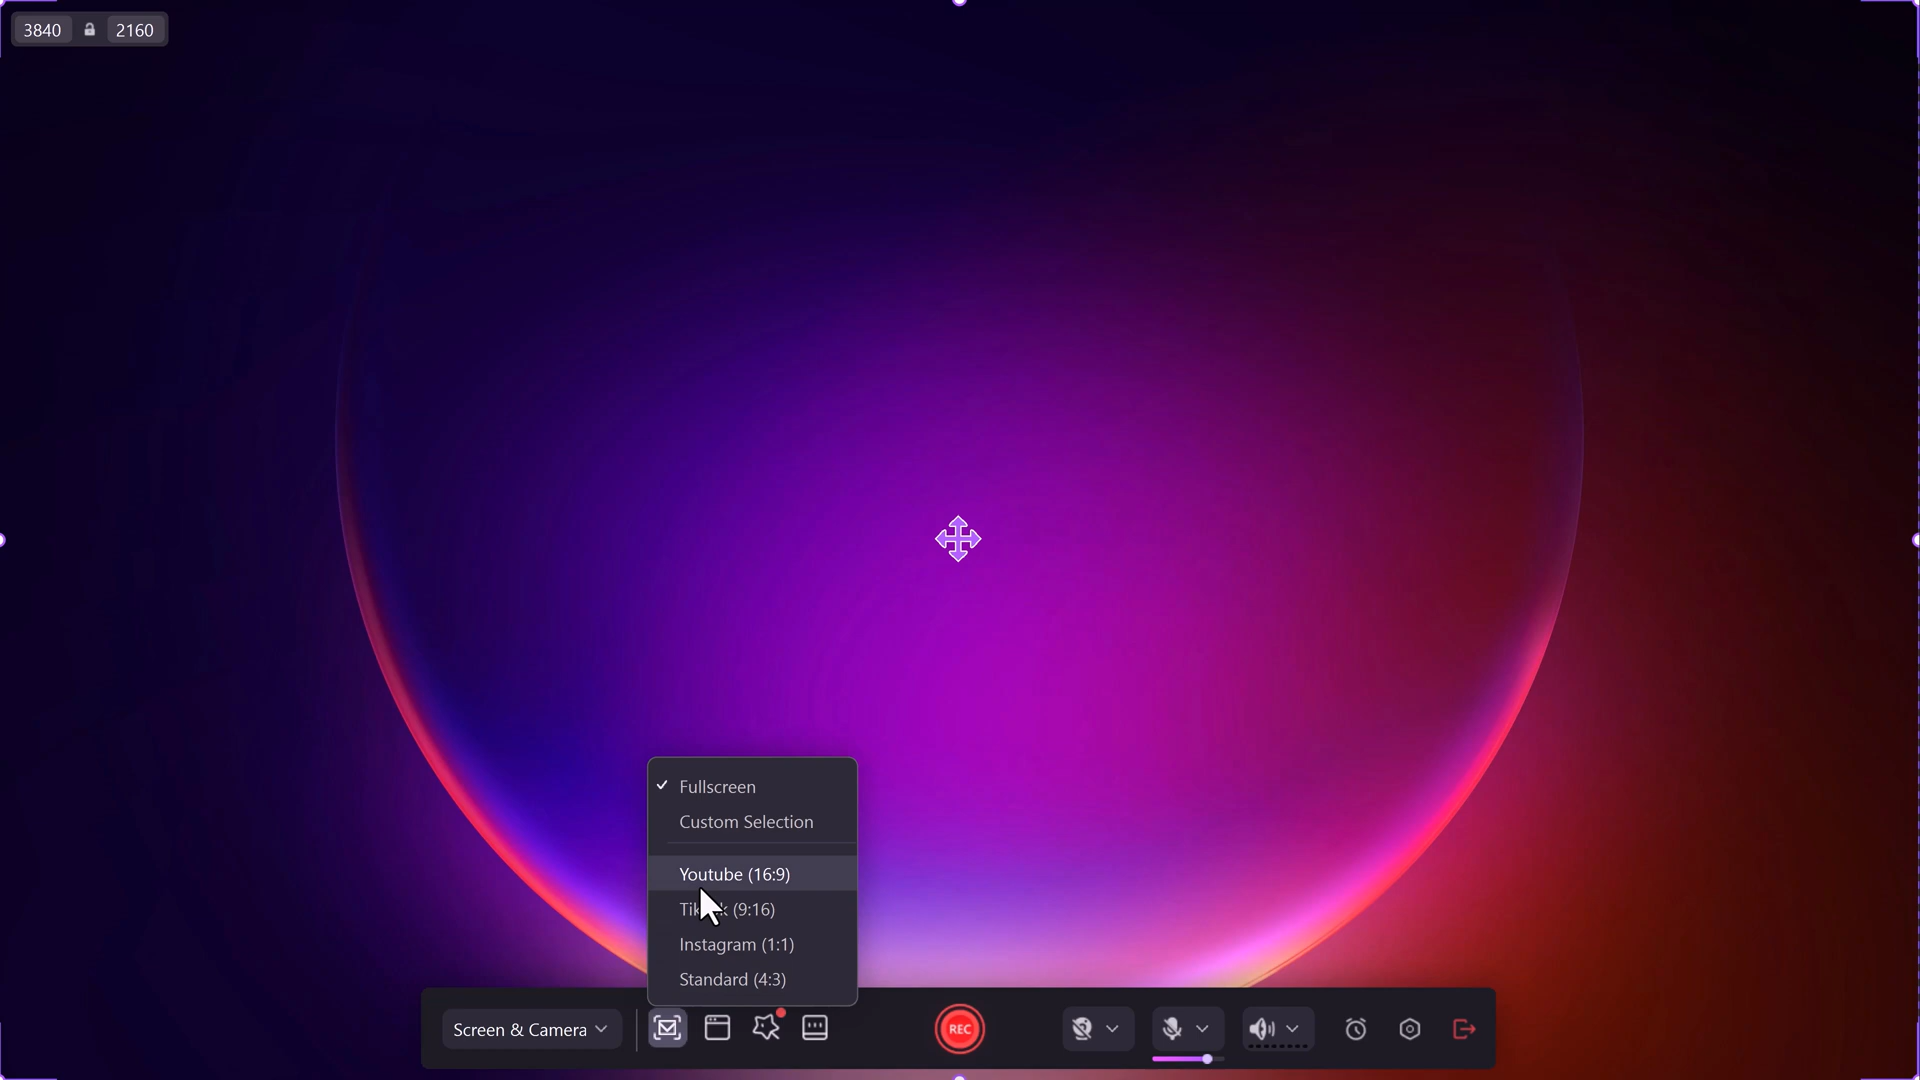 3840 2160
Fullscreen
Custom Selection
Youtube (16:9)
(9:16)
Instagram (1:1)
Standard (4:3)
Screen & Camera
REC